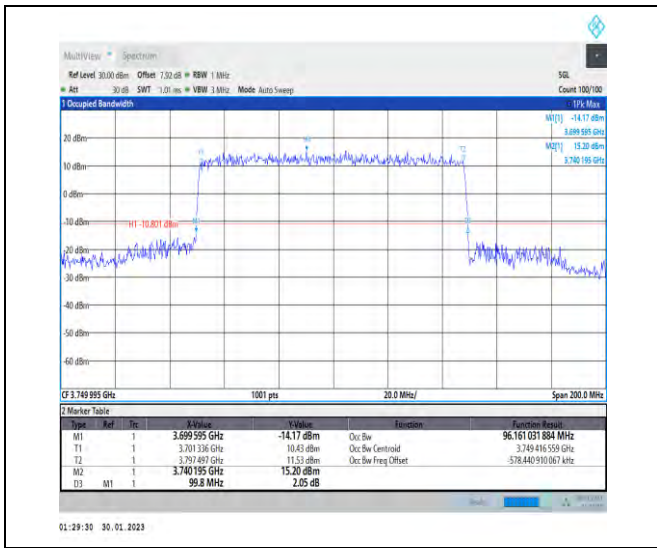 MultiView Spectrum
Ref Level 30.00 dBm Offset 7.92 dB RBW 1 MHz SGL
Att 30 dB SWT 1.01 ms VBW 3 MHz Mode Auto Sweep Count 100/100
1 Occupied Bandwidth 1Pk Max
M1[1] -14.17 dBm
3.699 595 GHz
M2[1] 15.20 dBm
3.740 195 GHz
20 dBm
10 dBm
0 dBm
-10 dBm
H1 -10.801 dBm
-20 dBm
-30 dBm
-40 dBm
-50 dBm
-60 dBm
CF 3.749 995 GHz 1001 pts 20.0 MHz/ Span 200.0 MHz
2 Marker Table
Type Ref Trc X-Value Y-Value Function Function Result
M1 1 3.699 595 GHz -14.17 dBm Occ Bw 96.161 031 884 MHz
T1 1 3.701 336 GHz 10.43 dBm Occ Bw Centroid 3.749 416 559 GHz
T2 1 3.797 497 GHz 11.53 dBm Occ Bw Freq Offset -578.440 910 067 kHz
M2 1 3.740 195 GHz 15.20 dBm
D3 M1 1 99.8 MHz 2.05 dB
01:29:30 30.01.2023